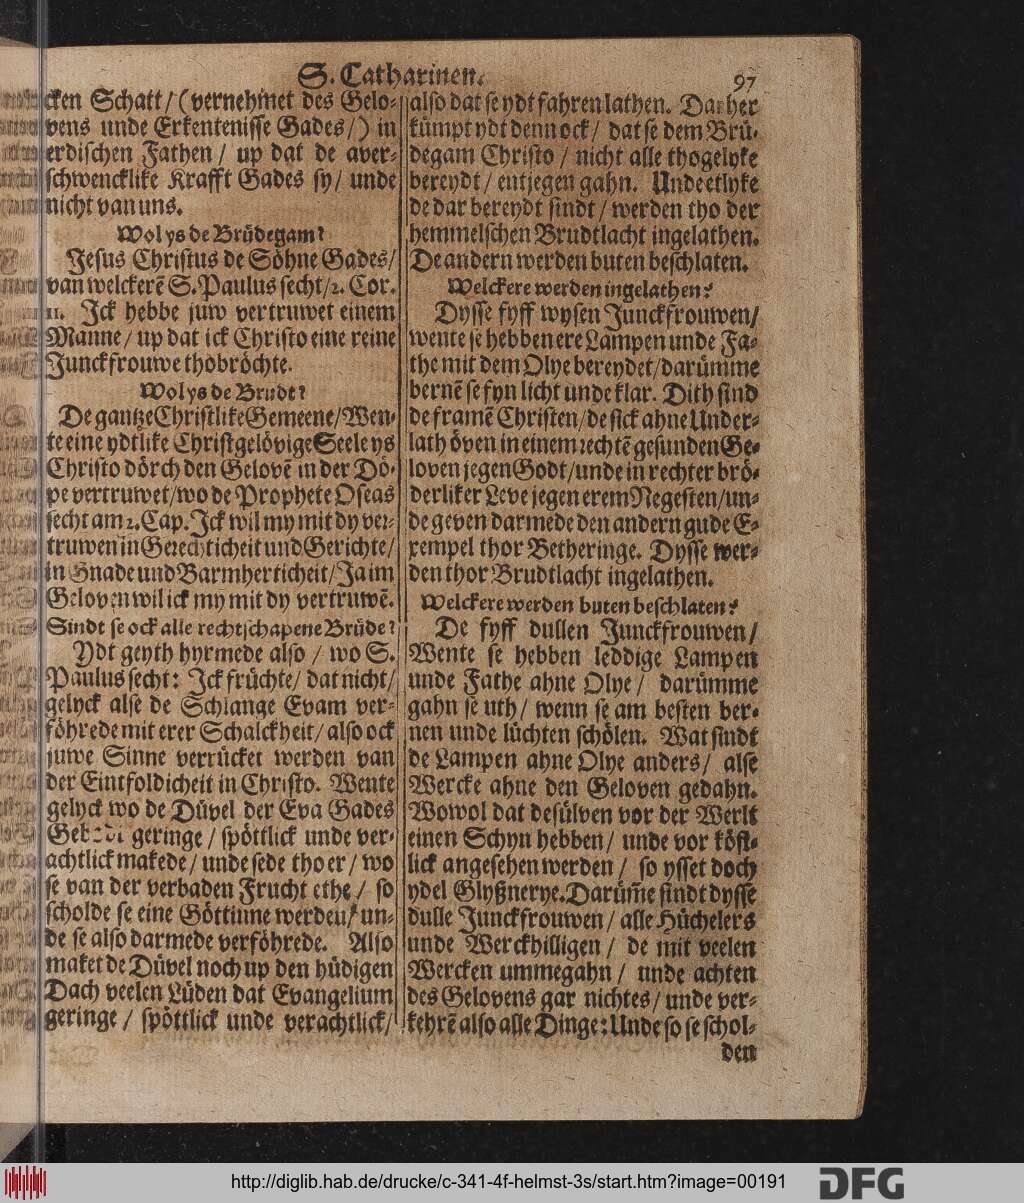 S. Catharinen.
97
cken Schatt/ (vernehmet des Gelo-
vens unde Erkentenisse Gades/) in
erdischen Fathen/ up dat de aver-
schwencklike Krafft Gades sy/ unde
nicht van uns.
Wol ys de Brüdegam?
Jesus Christus de Söhne Gades/
van welckerẽ S. Paulus secht/ 2. Cor.
11. Ick hebbe juw vertruwet einem
Manne/ up dat ick Christo eine reine
Junckfrouwe thobröchte.
Wol ys de Brudt?
De gantze Christlike Gemeene/ Wen-
te eine ydtlike Christgelövige Seele ys
Christo dörch den Gelovẽ in der Dö-
pe vertruwet/ wo de Prophete Oseas
secht am 2. Cap. Ick wil my mit dy ver-
truwen in Gerechticheit und Gerichte/
in Gnade und Barmherticheit/ Ja im
Geloven wil ick my mit dy vertruwẽ.
Sindt se ock alle rechtschapene Brüde?
Ydt geyth hyrmede also/ wo S.
Paulus secht: Ick früchte/ dat nicht/
gelyck alse de Schlange Evam ver-
föhrede mit erer Schalckheit/ also ock
juwe Sinne verrücket werden van
der Eintfoldicheit in Christo. Wente
gelyck wo de Düvel der Eva Gades
geringe/ spöttlick unde ver-
achtlick makede/ unde sede tho er/ wo
se van der verbaden Frucht ethe/ so
scholde se eine Göttinne werden/ un-
de se also darmede verföhrede. Also
maket de Düvel noch up den hüdigen
Dach veelen Lüden dat Evangelium
geringe/ spöttlick unde verachtlick/
also dat se ydt fahren lathen. Darher
kümpt ydt dennock/ dat se dem Brü-
degam Christo/ nicht alle thogelyke
bereydt/ entjegen gahn. Unde etlyke
de dar bereydt sindt/ werden tho der
hemmelschen Brudtlacht ingelathen.
De andern werden buten beschlaten.
Welckere werden ingelathen?
Dysse fyff wysen Junckfrouwen/
wente se hebben ere Lampen unde Fa-
the mit dem Olye bereydet/ darümme
bernẽ se fyn licht unde klar. Dith sind
de framẽ Christen/ de sick ahne Under-
lath öven in einem rechtẽ gesunden Ge-
loven jegen Godt/ unde in rechter brö-
derliker Leve jegen erem Negesten/ un-
de geven darmede den andern gude E-
xempel thor Betheringe. Dysse wer-
den thor Brudtlacht ingelathen.
Welckere werden buten beschlaten?
De fyff dullen Junckfrouwen/
Wente se hebben leddige Lampen
unde Fathe ahne Olye/ darümme
gahn se uth/ wenn se am besten ber-
nen unde lüchten schölen. Wat sindt
de Lampen ahne Olye anders/ alse
Wercke ahne den Geloven gedahn.
Wowol dat desülven vor der Werlt
einen Schyn hebben/ unde vor köst-
lick angesehen werden/ so ysset doch
ydel Glyßnerye. Darüm̃e sindt dysse
dulle Junckfrouwen/ alle Hüchelers
unde Werckhilligen/ de mit veelen
Wercken ummegahn/ unde achten
des Gelovens gar nichtes/ unde ver-
kehrẽ also alle Dinge: Unde so se schol-
den
http://diglib.hab.de/drucke/c-341-4f-helmst-3s/start.htm?image=00191
DFG